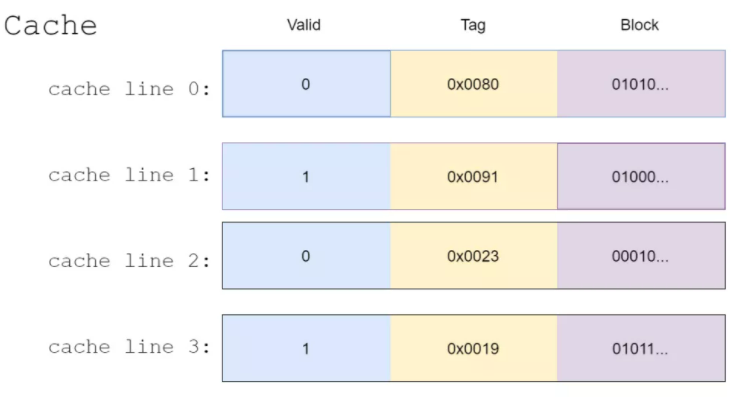 Cache Valid Tag Block
cache line 0: 0 0x0080 01010...
cache line 1: 1 0x0091 01000...
cache line 2: 0 0x0023 00010...
cache line 3: 1 0x0019 01011...